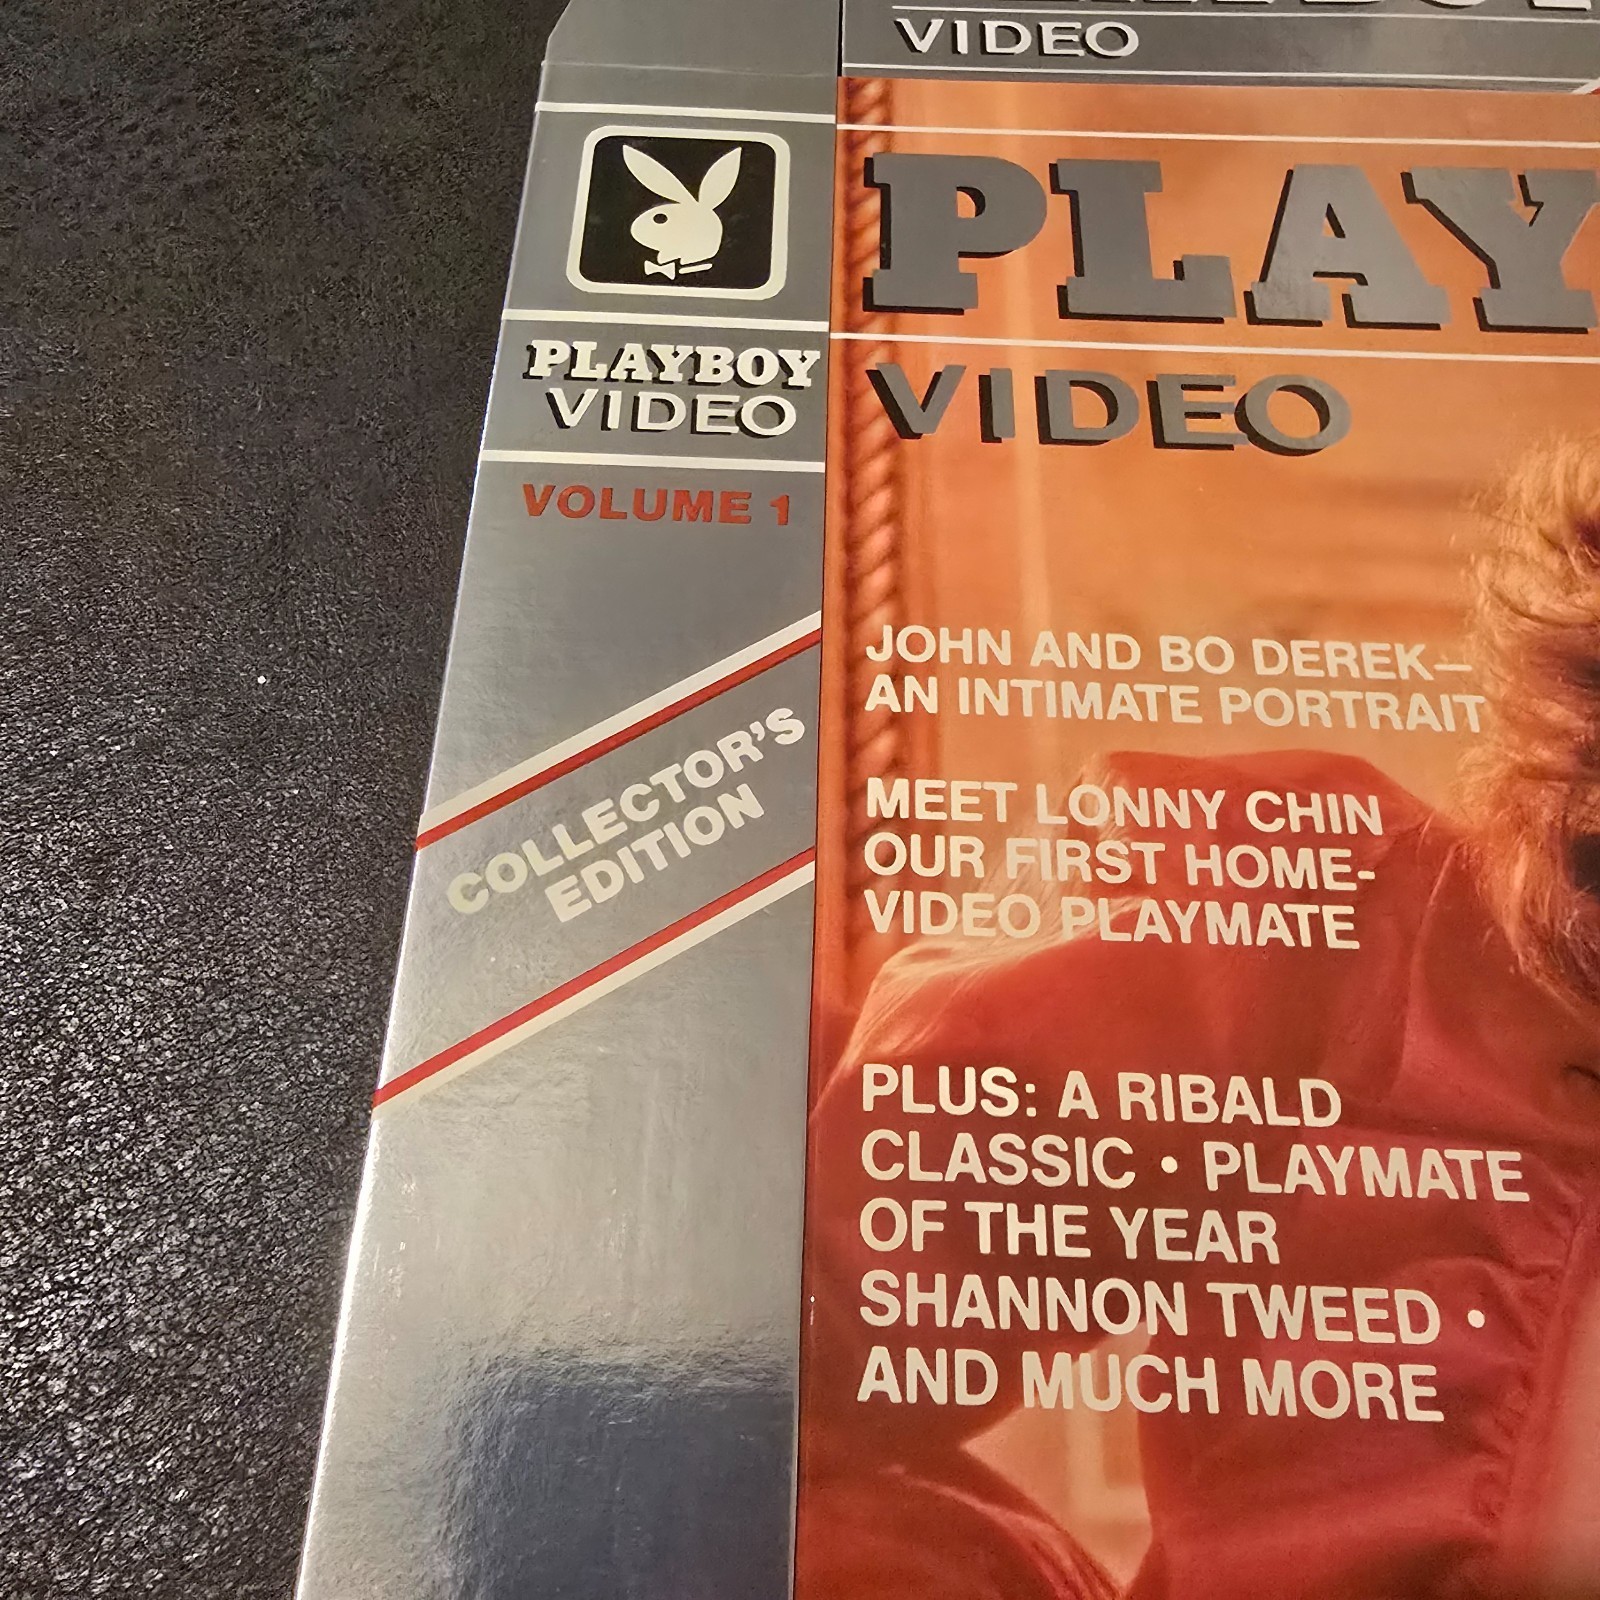 VIDEO
PLAYBOY
VIDEO
VOLUME 1
COLLECTOR'S
EDITION
PLAY
VIDEO
JOHN AND BO DEREK—
AN INTIMATE PORTRAIT
MEET LONNY CHIN
OUR FIRST HOME-
VIDEO PLAYMATE
PLUS: A RIBALD
CLASSIC • PLAYMATE
OF THE YEAR
SHANNON TWEED •
AND MUCH MORE